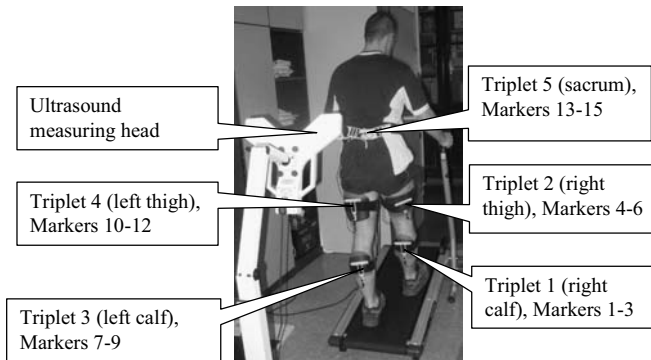 Ultrasound
measuring head
Triplet 5 (sacrum),
Markers 13-15
Triplet 4 (left thigh),
Markers 10-12
Triplet 2 (right
thigh), Markers 4-6
Triplet 3 (left calf),
Markers 7-9
Triplet 1 (right
calf), Markers 1-3